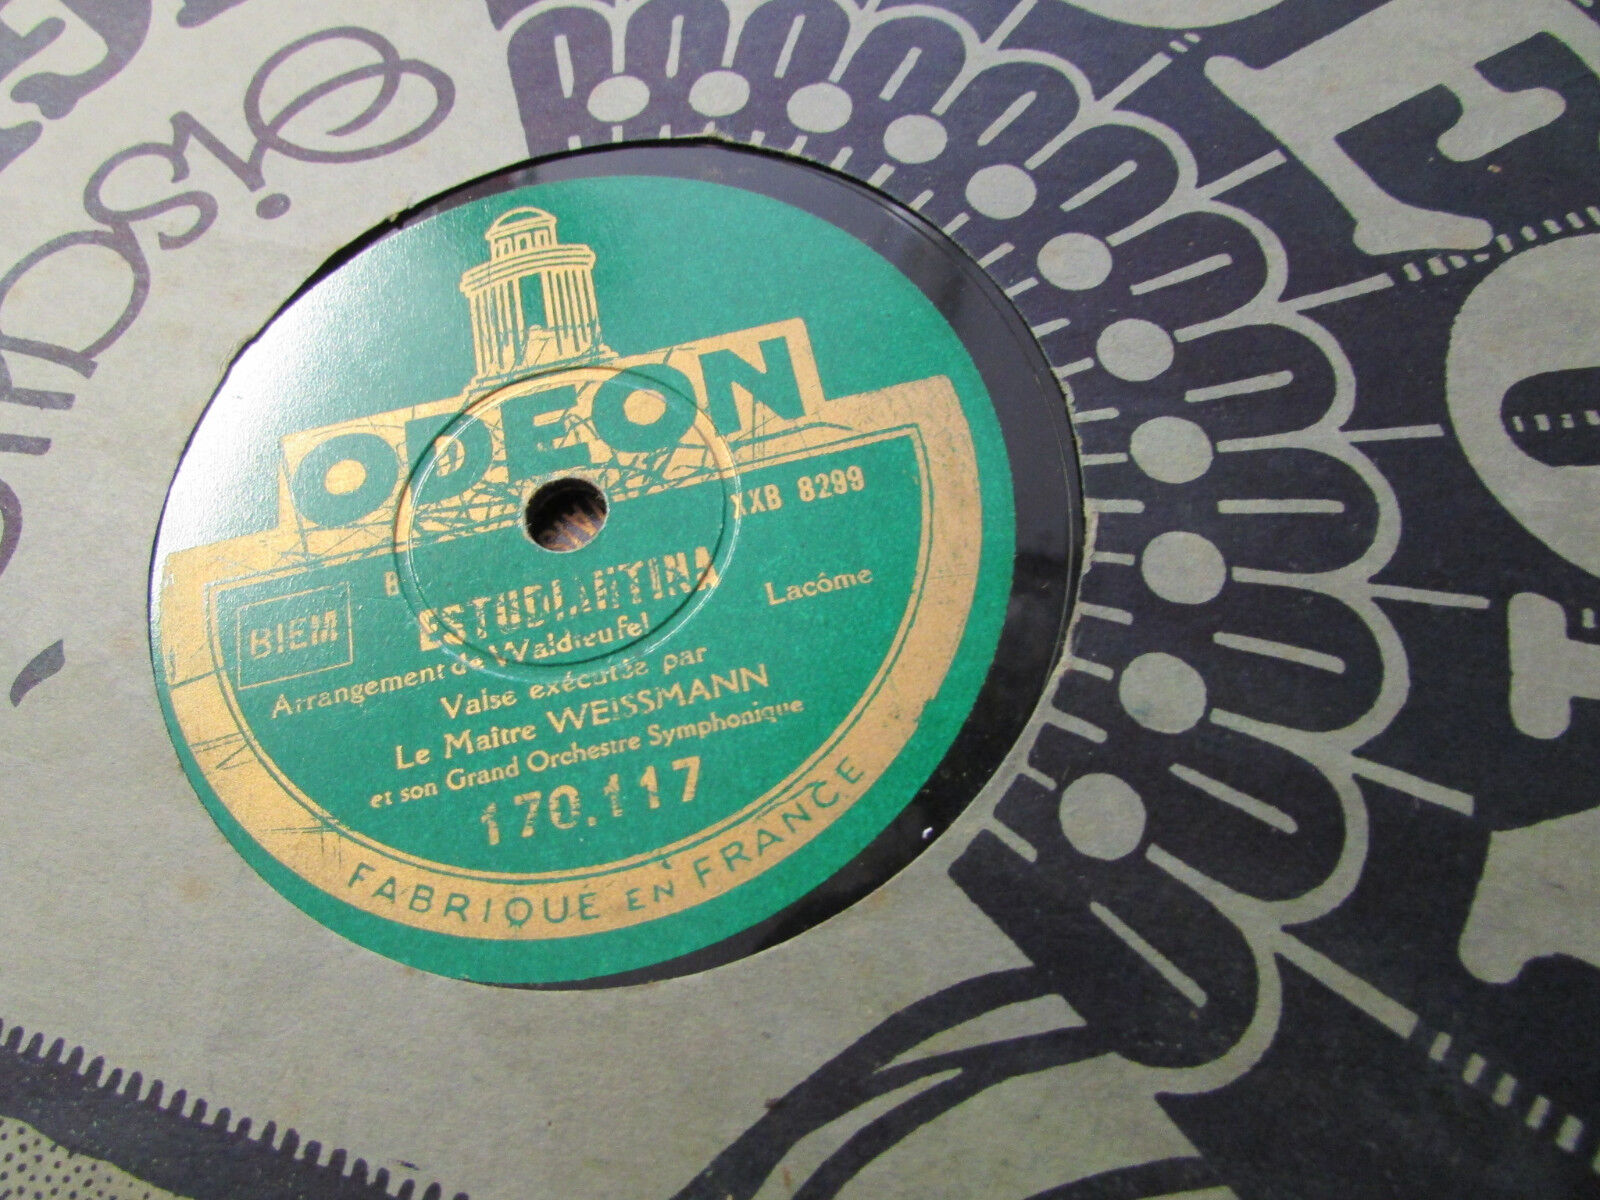 ODEON
XXB 8299
BIEM
ESTUDIANTINA
Lacôme
Arrangement de Waldteufel
Valse exécutée par
Le Maître WEISSMANN
et son Grand Orchestre Symphonique
170.117
FABRIQUÉ EN FRANCE